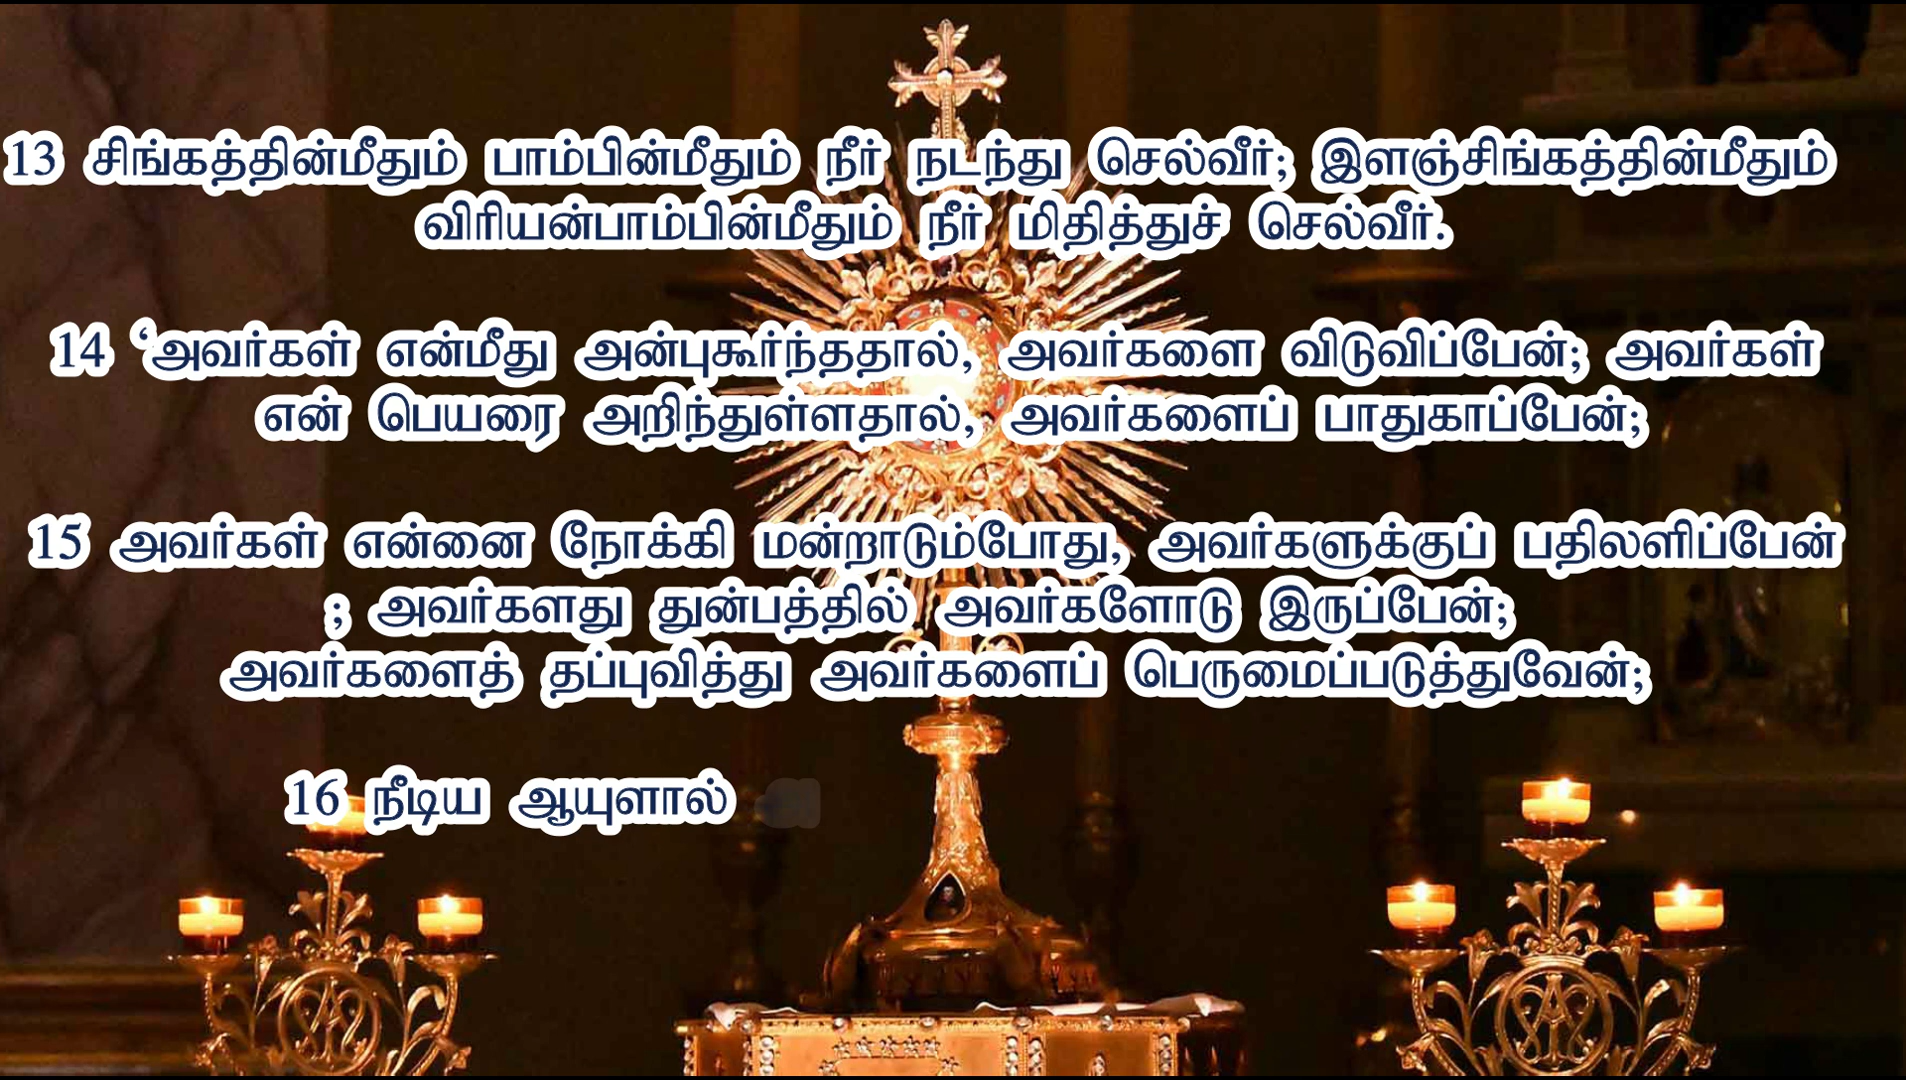 13 சிங்கத்தின்மீதும் பாம்பின்மீதும் நீர் நடந்து செல்வீர்; இளஞ்சிங்கத்தின்மீதும்
விரியன்பாம்பின்மீதும் நீர் மிதித்துச் செல்வீர்.
14 ‘அவர்கள் என்மீது அன்புகூர்ந்ததால், அவர்களை விடுவிப்பேன்; அவர்கள்
என் பெயரை அறிந்துள்ளதால், அவர்களைப் பாதுகாப்பேன்;
15 அவர்கள் என்னை நோக்கி மன்றாடும்போது, அவர்களுக்குப் பதிலளிப்பேன்
; அவர்களது துன்பத்தில் அவர்களோடு இருப்பேன்;
அவர்களைத் தப்புவித்து அவர்களைப் பெருமைப்படுத்துவேன்;
16 நீடிய ஆயுளால்